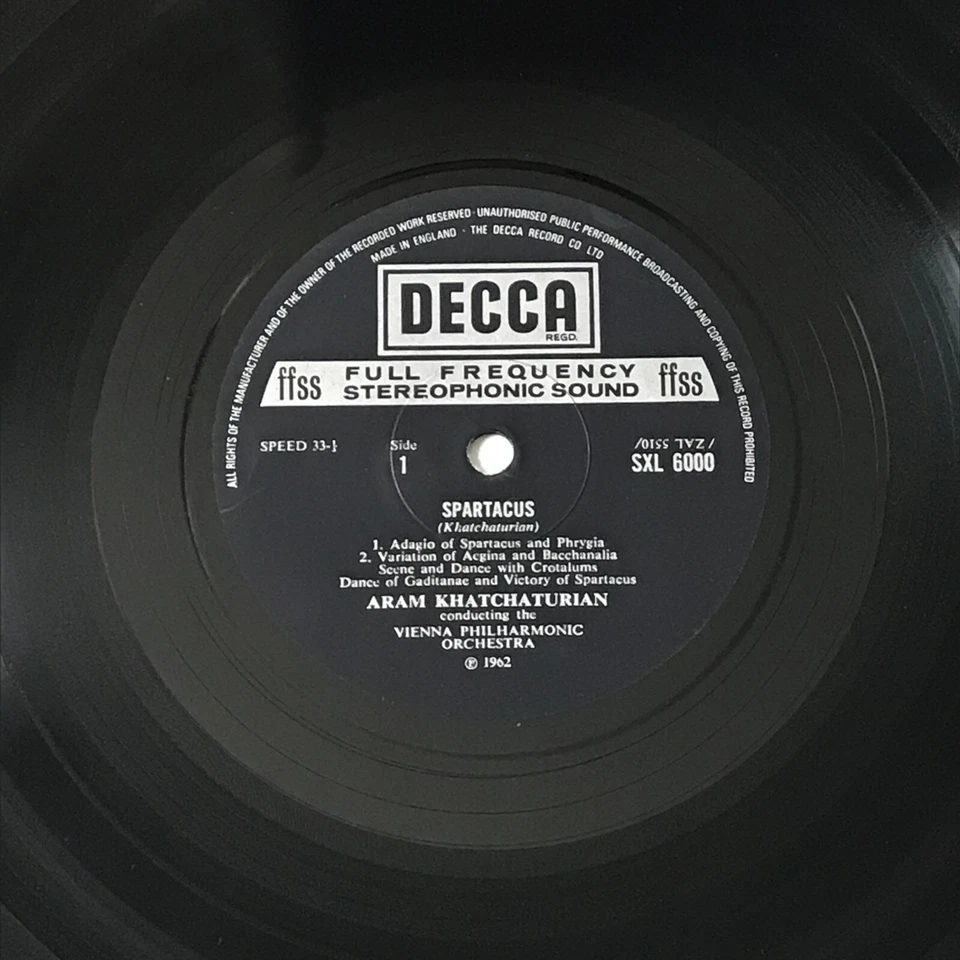 ALL RIGHTS OF THE MANUFACTURER AND OF THE OWNER OF THE RECORDED WORK RESERVED · UNAUTHORISED PUBLIC PERFORMANCE BROADCASTING AND COPYING OF THIS RECORD PROHIBITED
MADE IN ENGLAND · THE DECCA RECORD CO LTD
DECCA
REGD.
ffss FULL FREQUENCY STEREOPHONIC SOUND ffss
SPEED 33-⅓
Side
1
/ZAL 5510/
SXL 6000
SPARTACUS
(Khatchaturian)
1. Adagio of Spartacus and Phrygia
2. Variation of Aegina and Bacchanalia
Scene and Dance with Crotalums
Dance of Gaditanae and Victory of Spartacus
ARAM KHATCHATURIAN
conducting the
VIENNA PHILHARMONIC
ORCHESTRA
℗ 1962